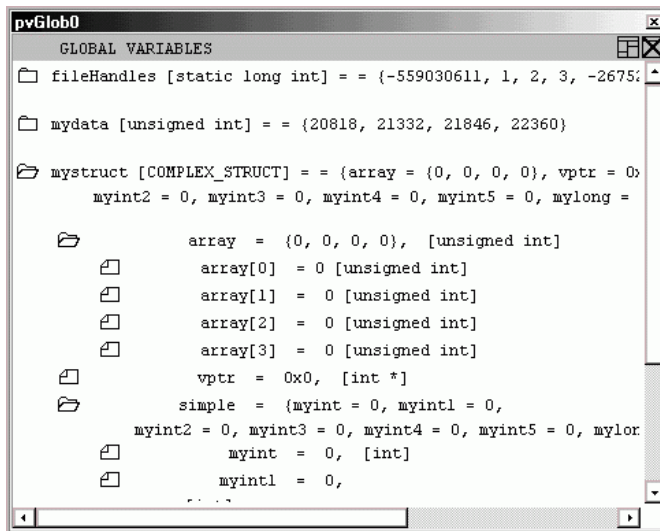 pvGlob0
GLOBAL VARIABLES
fileHandles [static long int] = = {-559030611, 1, 2, 3, -26752
mydata [unsigned int] = = {20818, 21332, 21846, 22360}
mystruct [COMPLEX_STRUCT] = = {array = {0, 0, 0, 0}, vptr = 0x
myint2 = 0, myint3 = 0, myint4 = 0, myint5 = 0, mylong =
array = {0, 0, 0, 0}, [unsigned int]
array[0] = 0 [unsigned int]
array[1] = 0 [unsigned int]
array[2] = 0 [unsigned int]
array[3] = 0 [unsigned int]
vptr = 0x0, [int *]
simple = {myint = 0, myint1 = 0,
myint2 = 0, myint3 = 0, myint4 = 0, myint5 = 0, mylon
myint = 0, [int]
myint1 = 0,